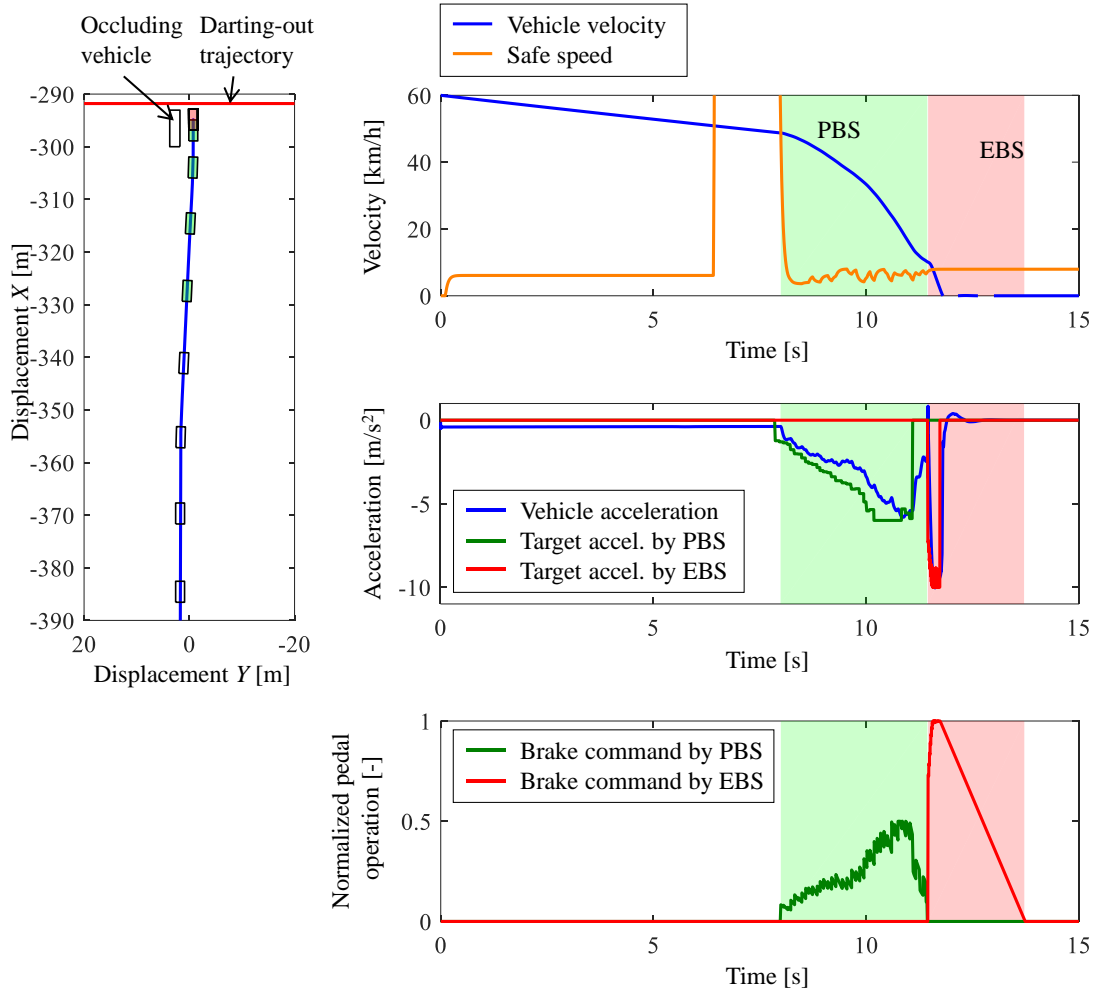 Occluding
vehicle
Darting-out
trajectory
-290
-300
-310
-320
-330
-340
-350
-360
-370
-380
-390
20
0
-20
Displacement X [m]
Displacement Y [m]
Vehicle velocity
Safe speed
PBS
EBS
60
40
20
0
0
5
10
15
Velocity [km/h]
Time [s]
0
-5
-10
Vehicle acceleration
Target accel. by PBS
Target accel. by EBS
0
5
10
15
Acceleration [m/s²]
Time [s]
1
0.5
0
Brake command by PBS
Brake command by EBS
0
5
10
15
Normalized pedal
operation [-]
Time [s]